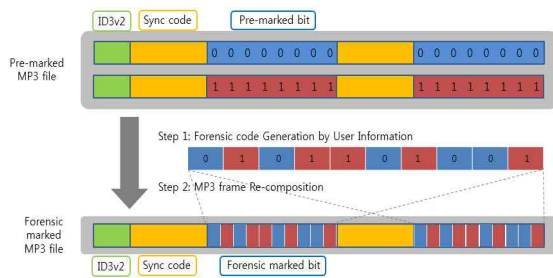 ID3v2 Sync code Pre-marked bit
Pre-marked
MP3 file
0 0 0 0 0 0 0 0 0 0 0 0 0 0 0 0
1 1 1 1 1 1 1 1 1 1 1 1 1 1 1 1
Step 1: Forensic code Generation by User Information
0 1 0 1 1 0 1 0 0 1
Step 2: MP3 frame Re-composition
Forensic
marked
MP3 file
ID3v2 Sync code Forensic marked bit